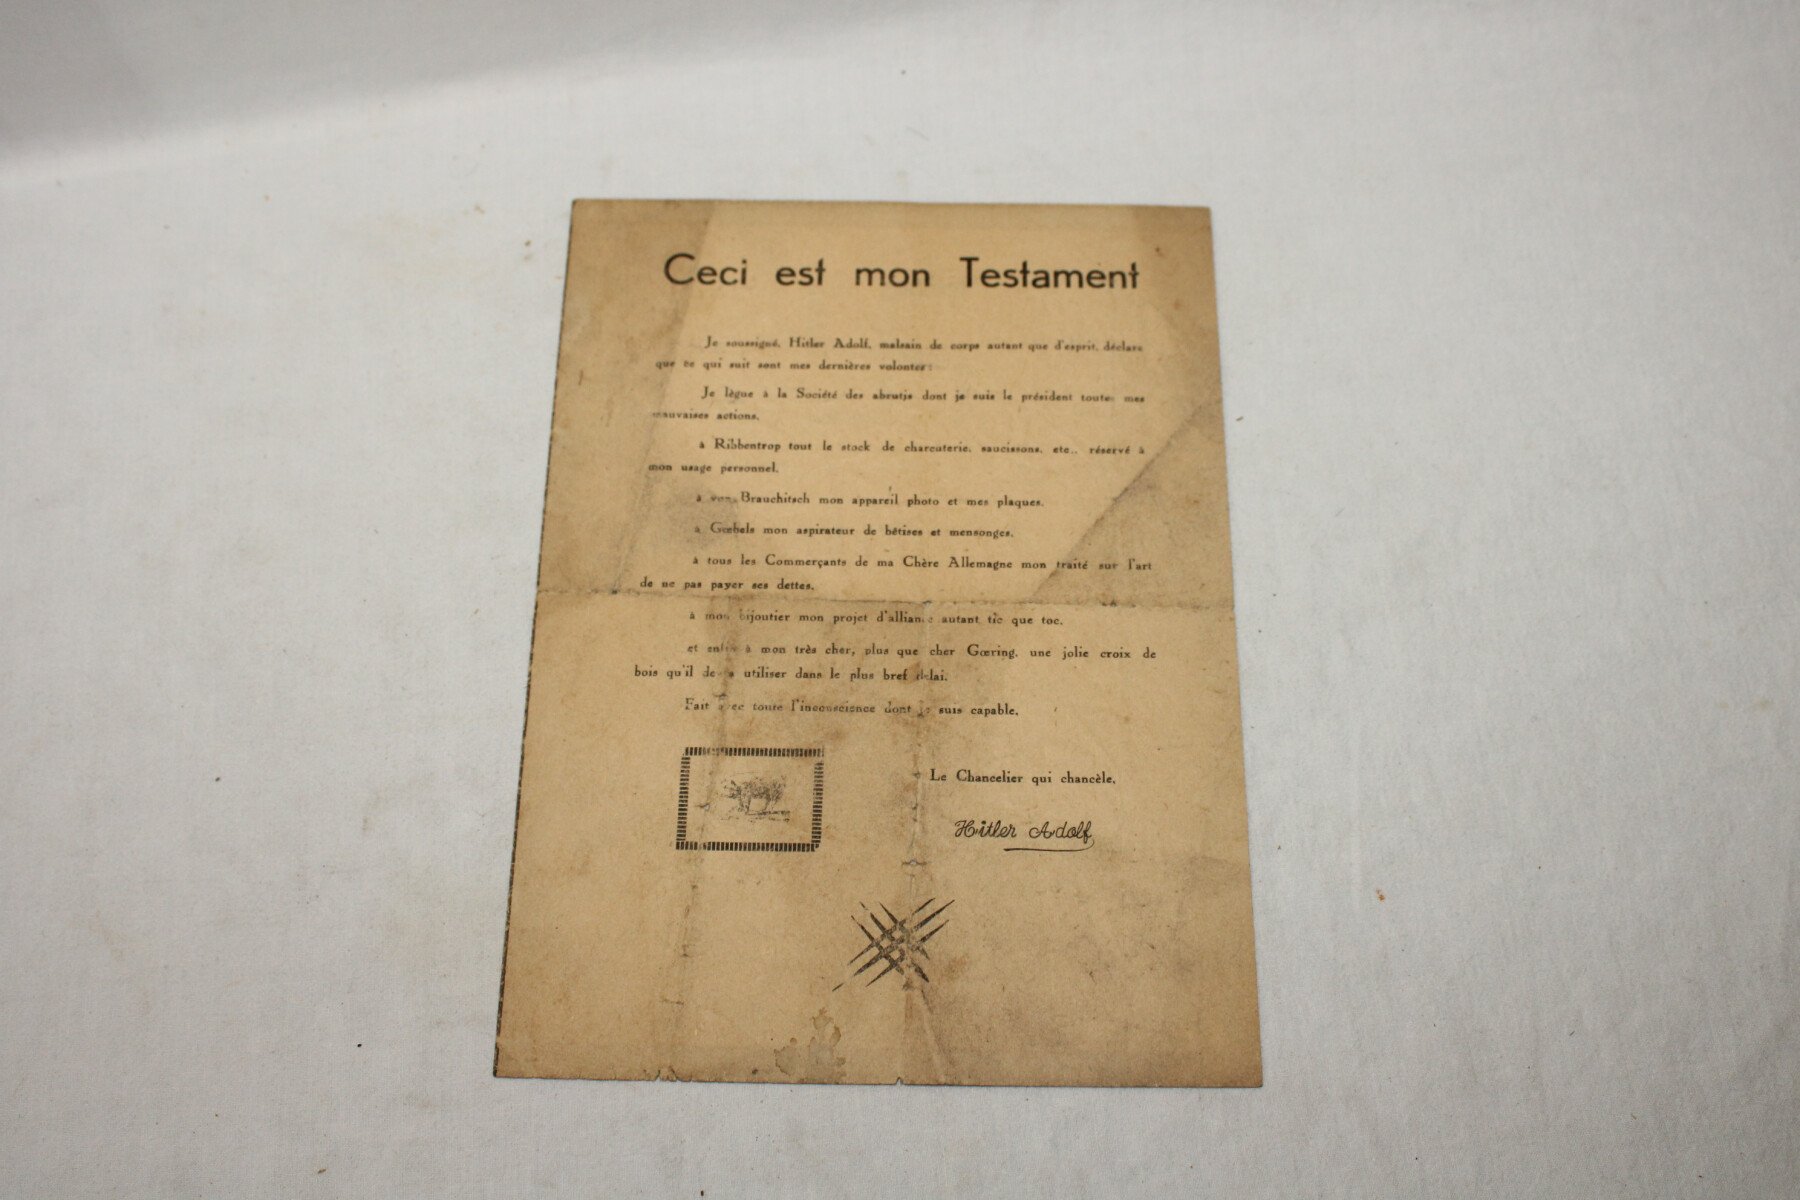 Ceci est mon Testament
Je soussigné, Hitler Adolf, malsain de corps autant que d'esprit, déclare
que ce qui suit sont mes dernières volontés :
Je lègue à la Société des abrutis dont je suis le président toutes mes
mauvaises actions,
à Ribbentrop tout le stock de charcuterie, saucissons, etc.. réservé à
mon usage personnel,
à von Brauchitsch mon appareil photo et mes plaques,
à Gœbels mon aspirateur de bêtises et mensonges,
à tous les Commerçants de ma Chère Allemagne mon traité sur l'art
de ne pas payer ses dettes,
à mon bijoutier mon projet d'alliance autant tic que toc,
et enfin à mon très cher, plus que cher Gœring, une jolie croix de
bois qu'il devra utiliser dans le plus bref délai.
Fait avec toute l'inconscience dont je suis capable,
Le Chancelier qui chancèle,
Hitler Adolf